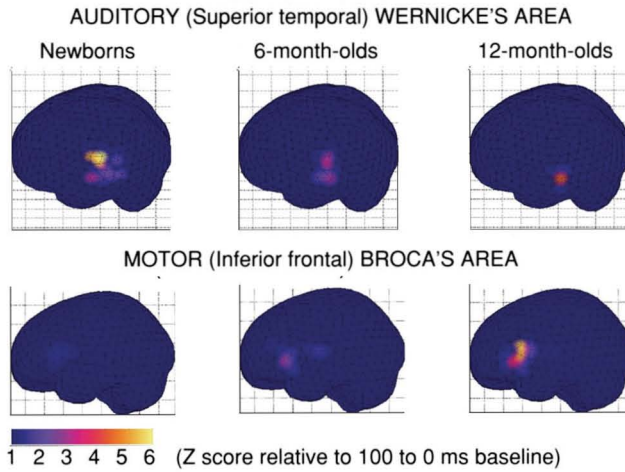 AUDITORY (Superior temporal) WERNICKE'S AREA
Newborns 6-month-olds 12-month-olds
MOTOR (Inferior frontal) BROCA'S AREA
1 2 3 4 5 6 (Z score relative to 100 to 0 ms baseline)